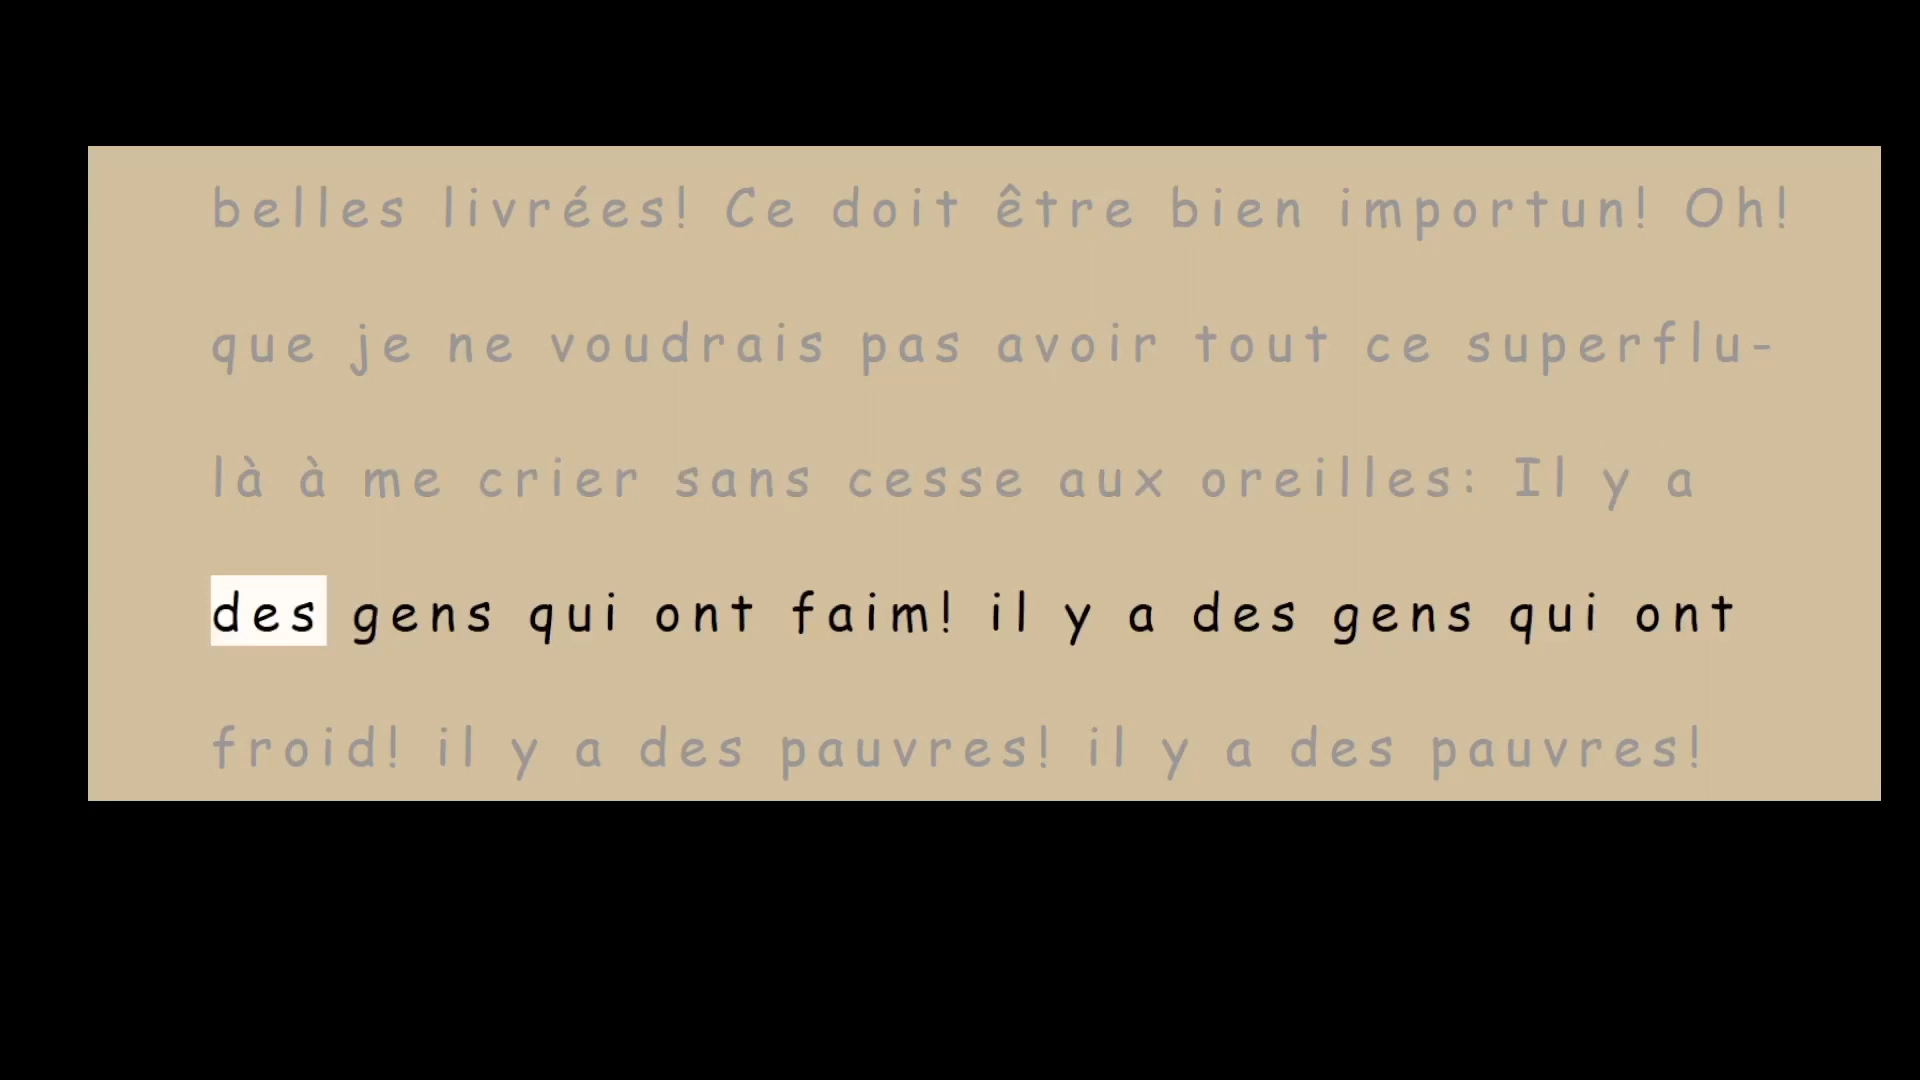 belles livrées! Ce doit être bien importun! Oh!
que je ne voudrais pas avoir tout ce superflu-
là à me crier sans cesse aux oreilles: Il y a
des gens qui ont faim! il y a des gens qui ont
froid! il y a des pauvres! il y a des pauvres!